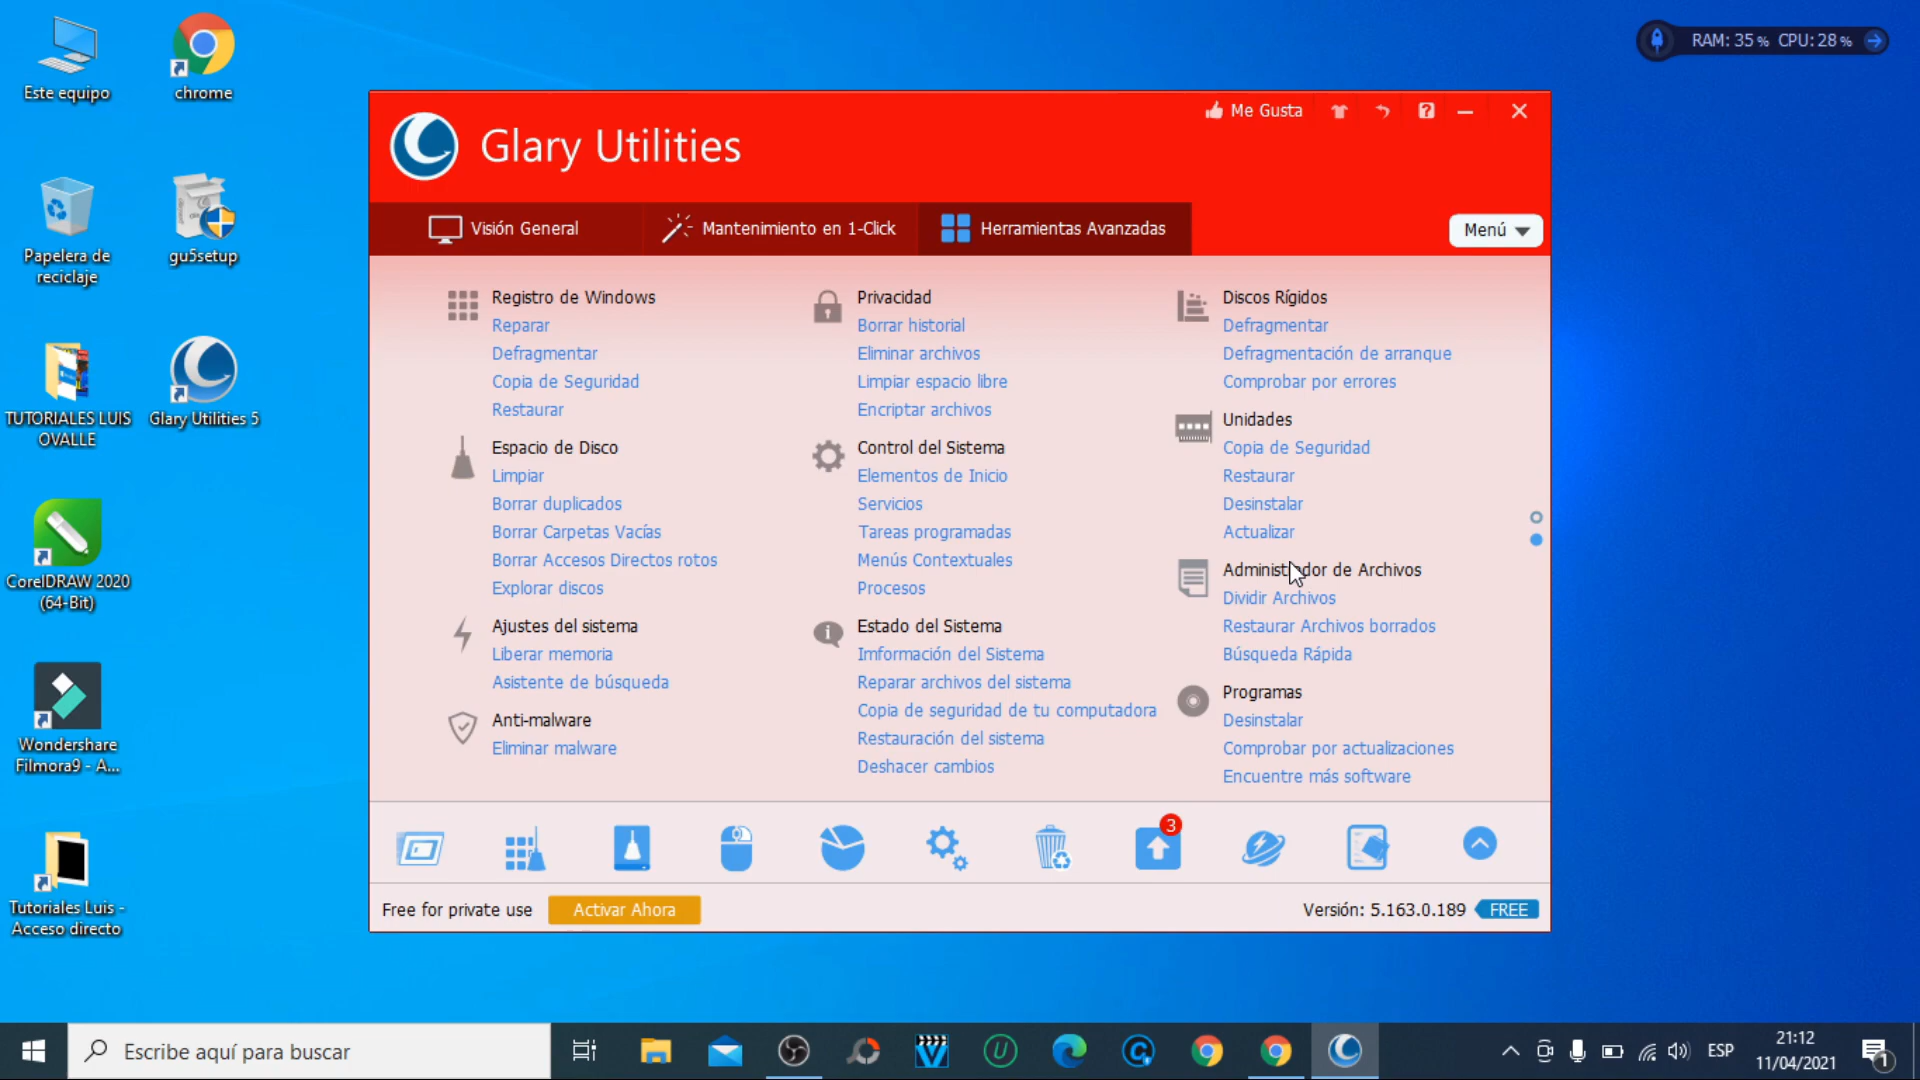 Este equipo
chrome
Papelera de
reciclaje
gu5setup
TUTORIALES LUIS
OVALLE
Glary Utilities 5
CorelDRAW 2020
(64-Bit)
Wondershare
Filmora9 - A...
Tutoriales Luis -
Acceso directo
RAM: 35 % CPU: 28 %
Me Gusta
Glary Utilities
Visión General
Mantenimiento en 1-Click
Herramientas Avanzadas
Menú
Registro de Windows
Reparar
Defragmentar
Copia de Seguridad
Restaurar
Espacio de Disco
Limpiar
Borrar duplicados
Borrar Carpetas Vacías
Borrar Accesos Directos rotos
Explorar discos
Ajustes del sistema
Liberar memoria
Asistente de búsqueda
Anti-malware
Eliminar malware
Privacidad
Borrar historial
Eliminar archivos
Limpiar espacio libre
Encriptar archivos
Control del Sistema
Elementos de Inicio
Servicios
Tareas programadas
Menús Contextuales
Procesos
Estado del Sistema
Imformación del Sistema
Reparar archivos del sistema
Copia de seguridad de tu computadora
Restauración del sistema
Deshacer cambios
Discos Rígidos
Defragmentar
Defragmentación de arranque
Comprobar por errores
Unidades
Copia de Seguridad
Restaurar
Desinstalar
Actualizar
Administrador de Archivos
Dividir Archivos
Restaurar Archivos borrados
Búsqueda Rápida
Programas
Desinstalar
Comprobar por actualizaciones
Encuentre más software
3
Free for private use
Activar Ahora
Versión: 5.163.0.189
FREE
Escribe aquí para buscar
ESP
21:12
11/04/2021
1